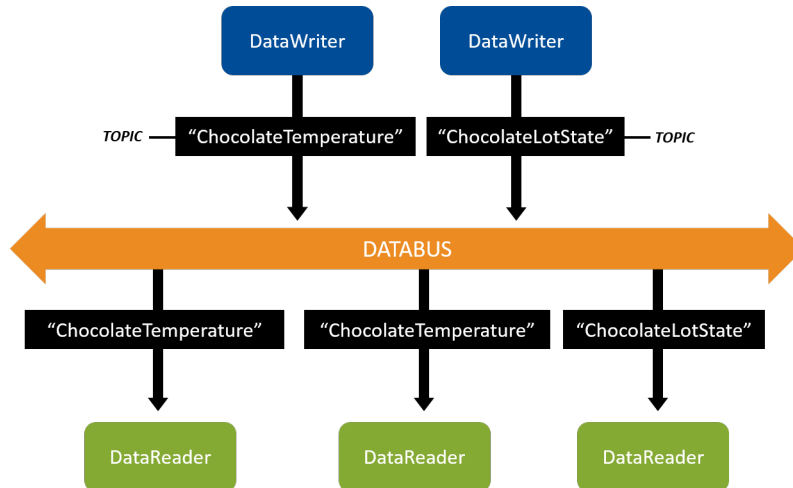 DataWriter
DataWriter
TOPIC
“ChocolateTemperature”
“ChocolateLotState”
TOPIC
DATABUS
“ChocolateTemperature”
“ChocolateTemperature”
“ChocolateLotState”
DataReader
DataReader
DataReader